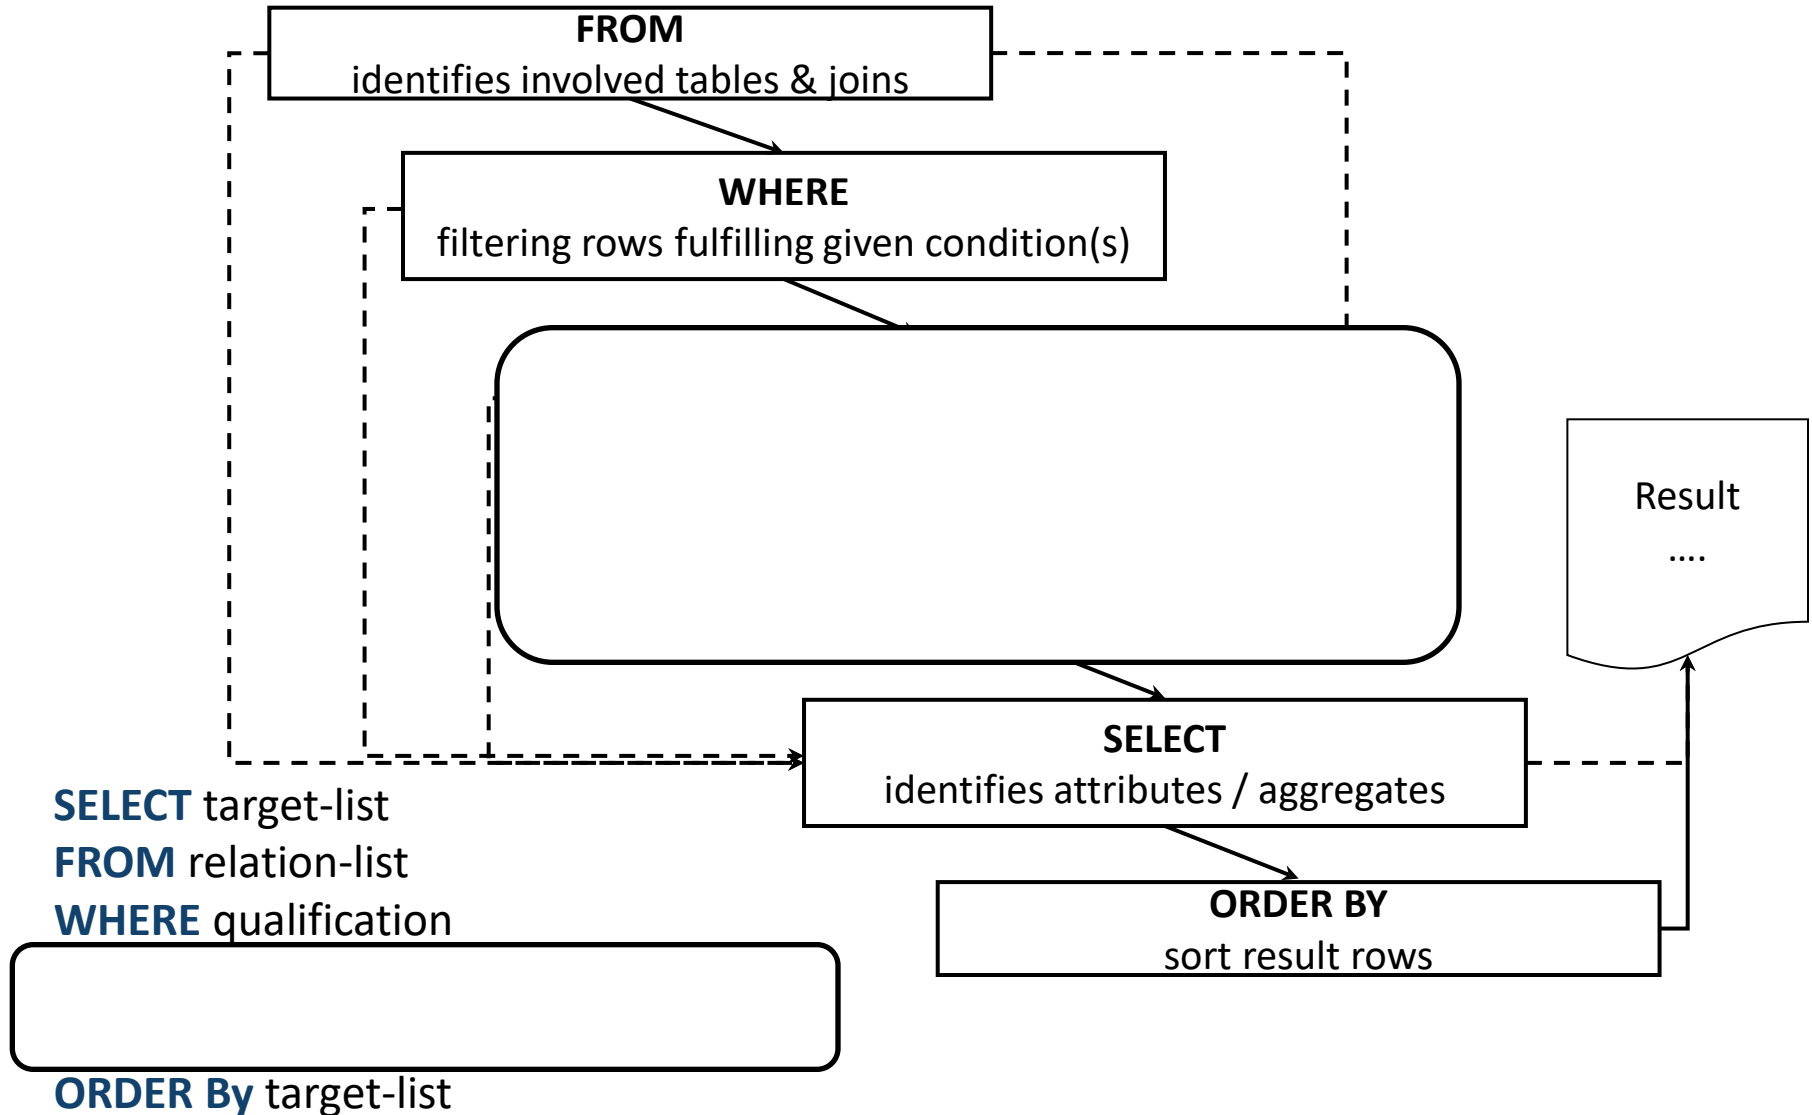 FROM
identifies involved tables & joins
WHERE
filtering rows fulfilling given condition(s)
Result
....
SELECT
identifies attributes / aggregates
ORDER BY
sort result rows
SELECT target-list
FROM relation-list
WHERE qualification
ORDER By target-list